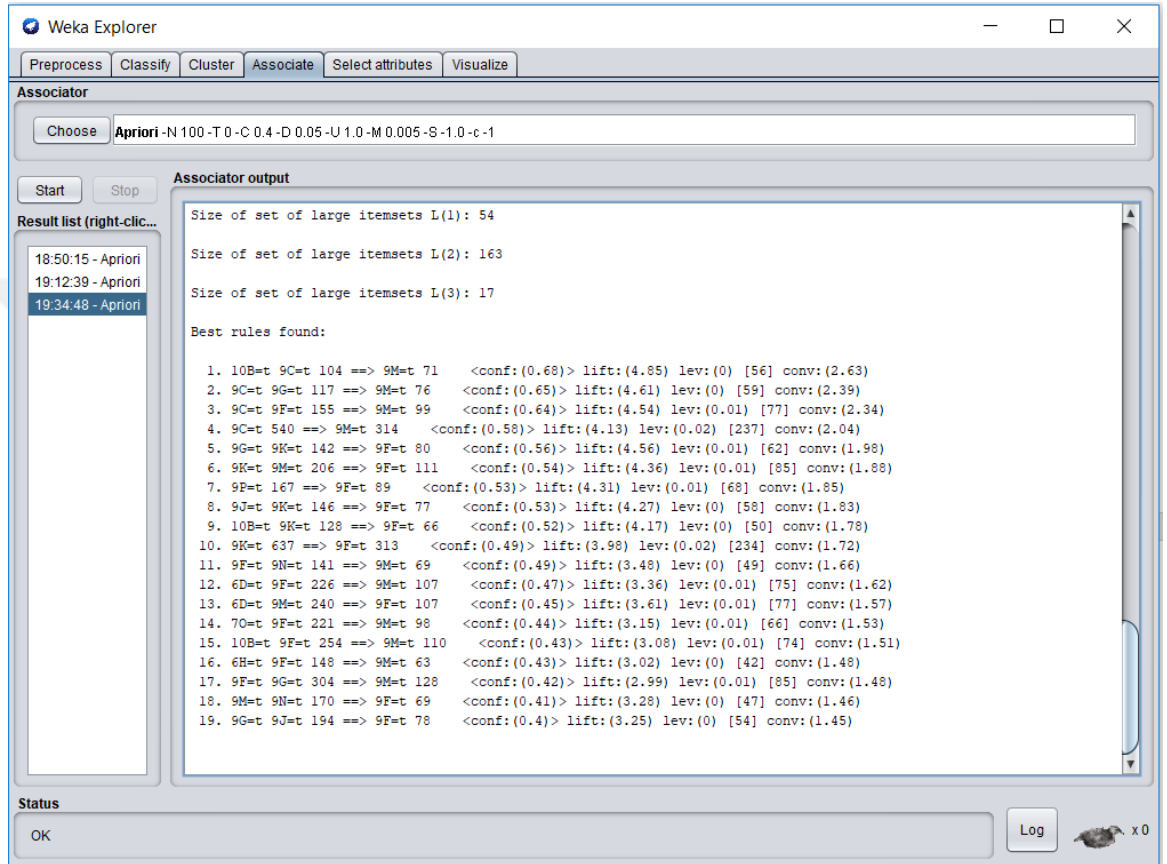 Weka Explorer
Preprocess Classify Cluster Associate Select attributes Visualize
Associator
Choose Apriori -N 100 -T 0 -C 0.4 -D 0.05 -U 1.0 -M 0.005 -S -1.0 -c -1
Start Stop
Associator output
Result list (right-clic...
18:50:15 - Apriori
19:12:39 - Apriori
19:34:48 - Apriori
Size of set of large itemsets L(1): 54
Size of set of large itemsets L(2): 163
Size of set of large itemsets L(3): 17
Best rules found:
1. 10B=t 9C=t 104 ==> 9M=t 71 <conf:(0.68)> lift:(4.85) lev:(0) [56] conv:(2.63)
2. 9C=t 9G=t 117 ==> 9M=t 76 <conf:(0.65)> lift:(4.61) lev:(0) [59] conv:(2.39)
3. 9C=t 9F=t 155 ==> 9M=t 99 <conf:(0.64)> lift:(4.54) lev:(0.01) [77] conv:(2.34)
4. 9C=t 540 ==> 9M=t 314 <conf:(0.58)> lift:(4.13) lev:(0.02) [237] conv:(2.04)
5. 9G=t 9K=t 142 ==> 9F=t 80 <conf:(0.56)> lift:(4.56) lev:(0.01) [62] conv:(1.98)
6. 9K=t 9M=t 206 ==> 9F=t 111 <conf:(0.54)> lift:(4.36) lev:(0.01) [85] conv:(1.88)
7. 9P=t 167 ==> 9F=t 89 <conf:(0.53)> lift:(4.31) lev:(0.01) [68] conv:(1.85)
8. 9J=t 9K=t 146 ==> 9F=t 77 <conf:(0.53)> lift:(4.27) lev:(0) [58] conv:(1.83)
9. 10B=t 9K=t 128 ==> 9F=t 66 <conf:(0.52)> lift:(4.17) lev:(0) [50] conv:(1.78)
10. 9K=t 637 ==> 9F=t 313 <conf:(0.49)> lift:(3.98) lev:(0.02) [234] conv:(1.72)
11. 9F=t 9N=t 141 ==> 9M=t 69 <conf:(0.49)> lift:(3.48) lev:(0) [49] conv:(1.66)
12. 6D=t 9F=t 226 ==> 9M=t 107 <conf:(0.47)> lift:(3.36) lev:(0.01) [75] conv:(1.62)
13. 6D=t 9M=t 240 ==> 9F=t 107 <conf:(0.45)> lift:(3.61) lev:(0.01) [77] conv:(1.57)
14. 7O=t 9F=t 221 ==> 9M=t 98 <conf:(0.44)> lift:(3.15) lev:(0.01) [66] conv:(1.53)
15. 10B=t 9F=t 254 ==> 9M=t 110 <conf:(0.43)> lift:(3.08) lev:(0.01) [74] conv:(1.51)
16. 6H=t 9F=t 148 ==> 9M=t 63 <conf:(0.43)> lift:(3.02) lev:(0) [42] conv:(1.48)
17. 9F=t 9G=t 304 ==> 9M=t 128 <conf:(0.42)> lift:(2.99) lev:(0.01) [85] conv:(1.48)
18. 9M=t 9N=t 170 ==> 9F=t 69 <conf:(0.41)> lift:(3.28) lev:(0) [47] conv:(1.46)
19. 9G=t 9J=t 194 ==> 9F=t 78 <conf:(0.4)> lift:(3.25) lev:(0) [54] conv:(1.45)
Status
OK
Log
x 0